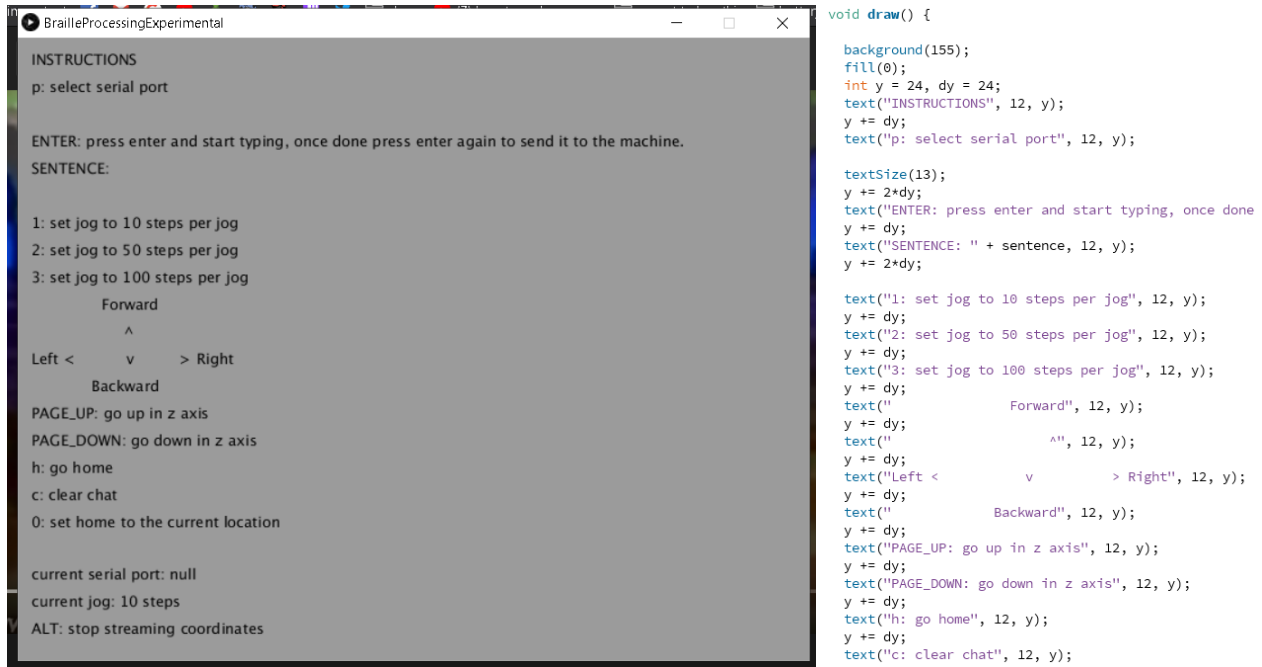 BrailleProcessingExperimental
INSTRUCTIONS
p: select serial port
ENTER: press enter and start typing, once done press enter again to send it to the machine.
SENTENCE:
1: set jog to 10 steps per jog
2: set jog to 50 steps per jog
3: set jog to 100 steps per jog
Forward
^
Left < v > Right
Backward
PAGE_UP: go up in z axis
PAGE_DOWN: go down in z axis
h: go home
c: clear chat
0: set home to the current location
current serial port: null
current jog: 10 steps
ALT: stop streaming coordinates
void draw() {
background(155);
fill(0);
int y = 24, dy = 24;
text("INSTRUCTIONS", 12, y);
y += dy;
text("p: select serial port", 12, y);
textSize(13);
y += 2*dy;
text("ENTER: press enter and start typing, once done
y += dy;
text("SENTENCE: " + sentence, 12, y);
y += 2*dy;
text("1: set jog to 10 steps per jog", 12, y);
y += dy;
text("2: set jog to 50 steps per jog", 12, y);
y += dy;
text("3: set jog to 100 steps per jog", 12, y);
y += dy;
text("               Forward", 12, y);
y += dy;
text("                    ^", 12, y);
y += dy;
text("Left <           v          > Right", 12, y);
y += dy;
text("             Backward", 12, y);
y += dy;
text("PAGE_UP: go up in z axis", 12, y);
y += dy;
text("PAGE_DOWN: go down in z axis", 12, y);
y += dy;
text("h: go home", 12, y);
y += dy;
text("c: clear chat", 12, y);